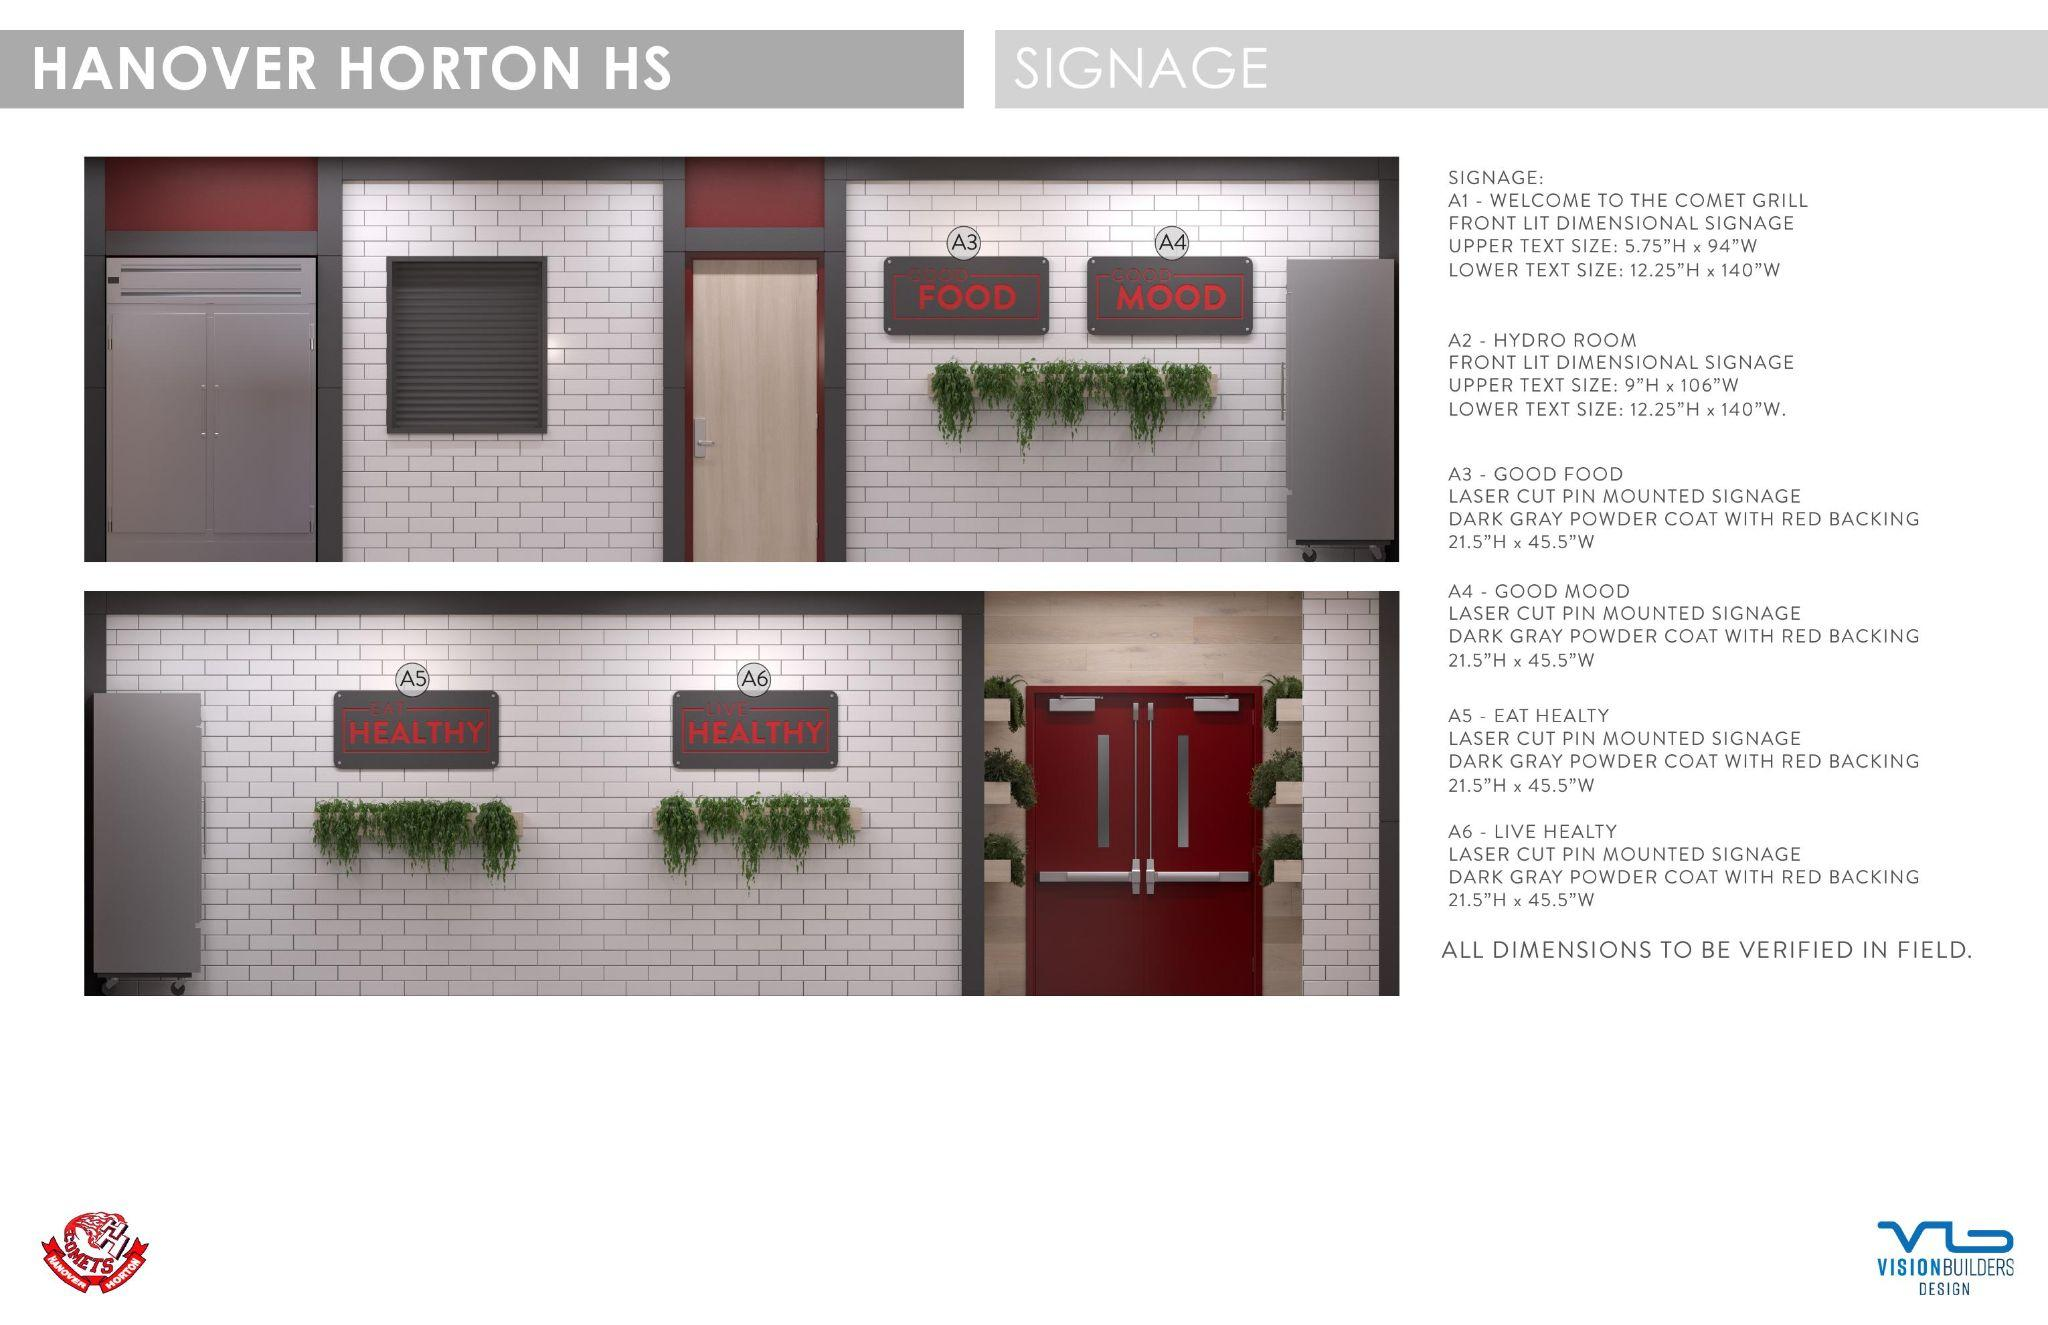 HANOVER HORTON HS
SIGNAGE
SIGNAGE:
A1 - WELCOME TO THE COMET GRILL
FRONT LIT DIMENSIONAL SIGNAGE
UPPER TEXT SIZE: 5.75”H x 94”W
LOWER TEXT SIZE: 12.25”H x 140”W
A2 - HYDRO ROOM
FRONT LIT DIMENSIONAL SIGNAGE
UPPER TEXT SIZE: 9”H x 106”W
LOWER TEXT SIZE: 12.25”H x 140”W.
A3 - GOOD FOOD
LASER CUT PIN MOUNTED SIGNAGE
DARK GRAY POWDER COAT WITH RED BACKING
21.5”H x 45.5”W
A4 - GOOD MOOD
LASER CUT PIN MOUNTED SIGNAGE
DARK GRAY POWDER COAT WITH RED BACKING
21.5”H x 45.5”W
A5 - EAT HEALTY
LASER CUT PIN MOUNTED SIGNAGE
DARK GRAY POWDER COAT WITH RED BACKING
21.5”H x 45.5”W
A6 - LIVE HEALTY
LASER CUT PIN MOUNTED SIGNAGE
DARK GRAY POWDER COAT WITH RED BACKING
21.5”H x 45.5”W
ALL DIMENSIONS TO BE VERIFIED IN FIELD.
A3
GOOD
FOOD
A4
GOOD
MOOD
A5
EAT
HEALTHY
A6
LIVE
HEALTHY
HH
COMETS
HANOVER HORTON
VISIONBUILDERS
DESIGN